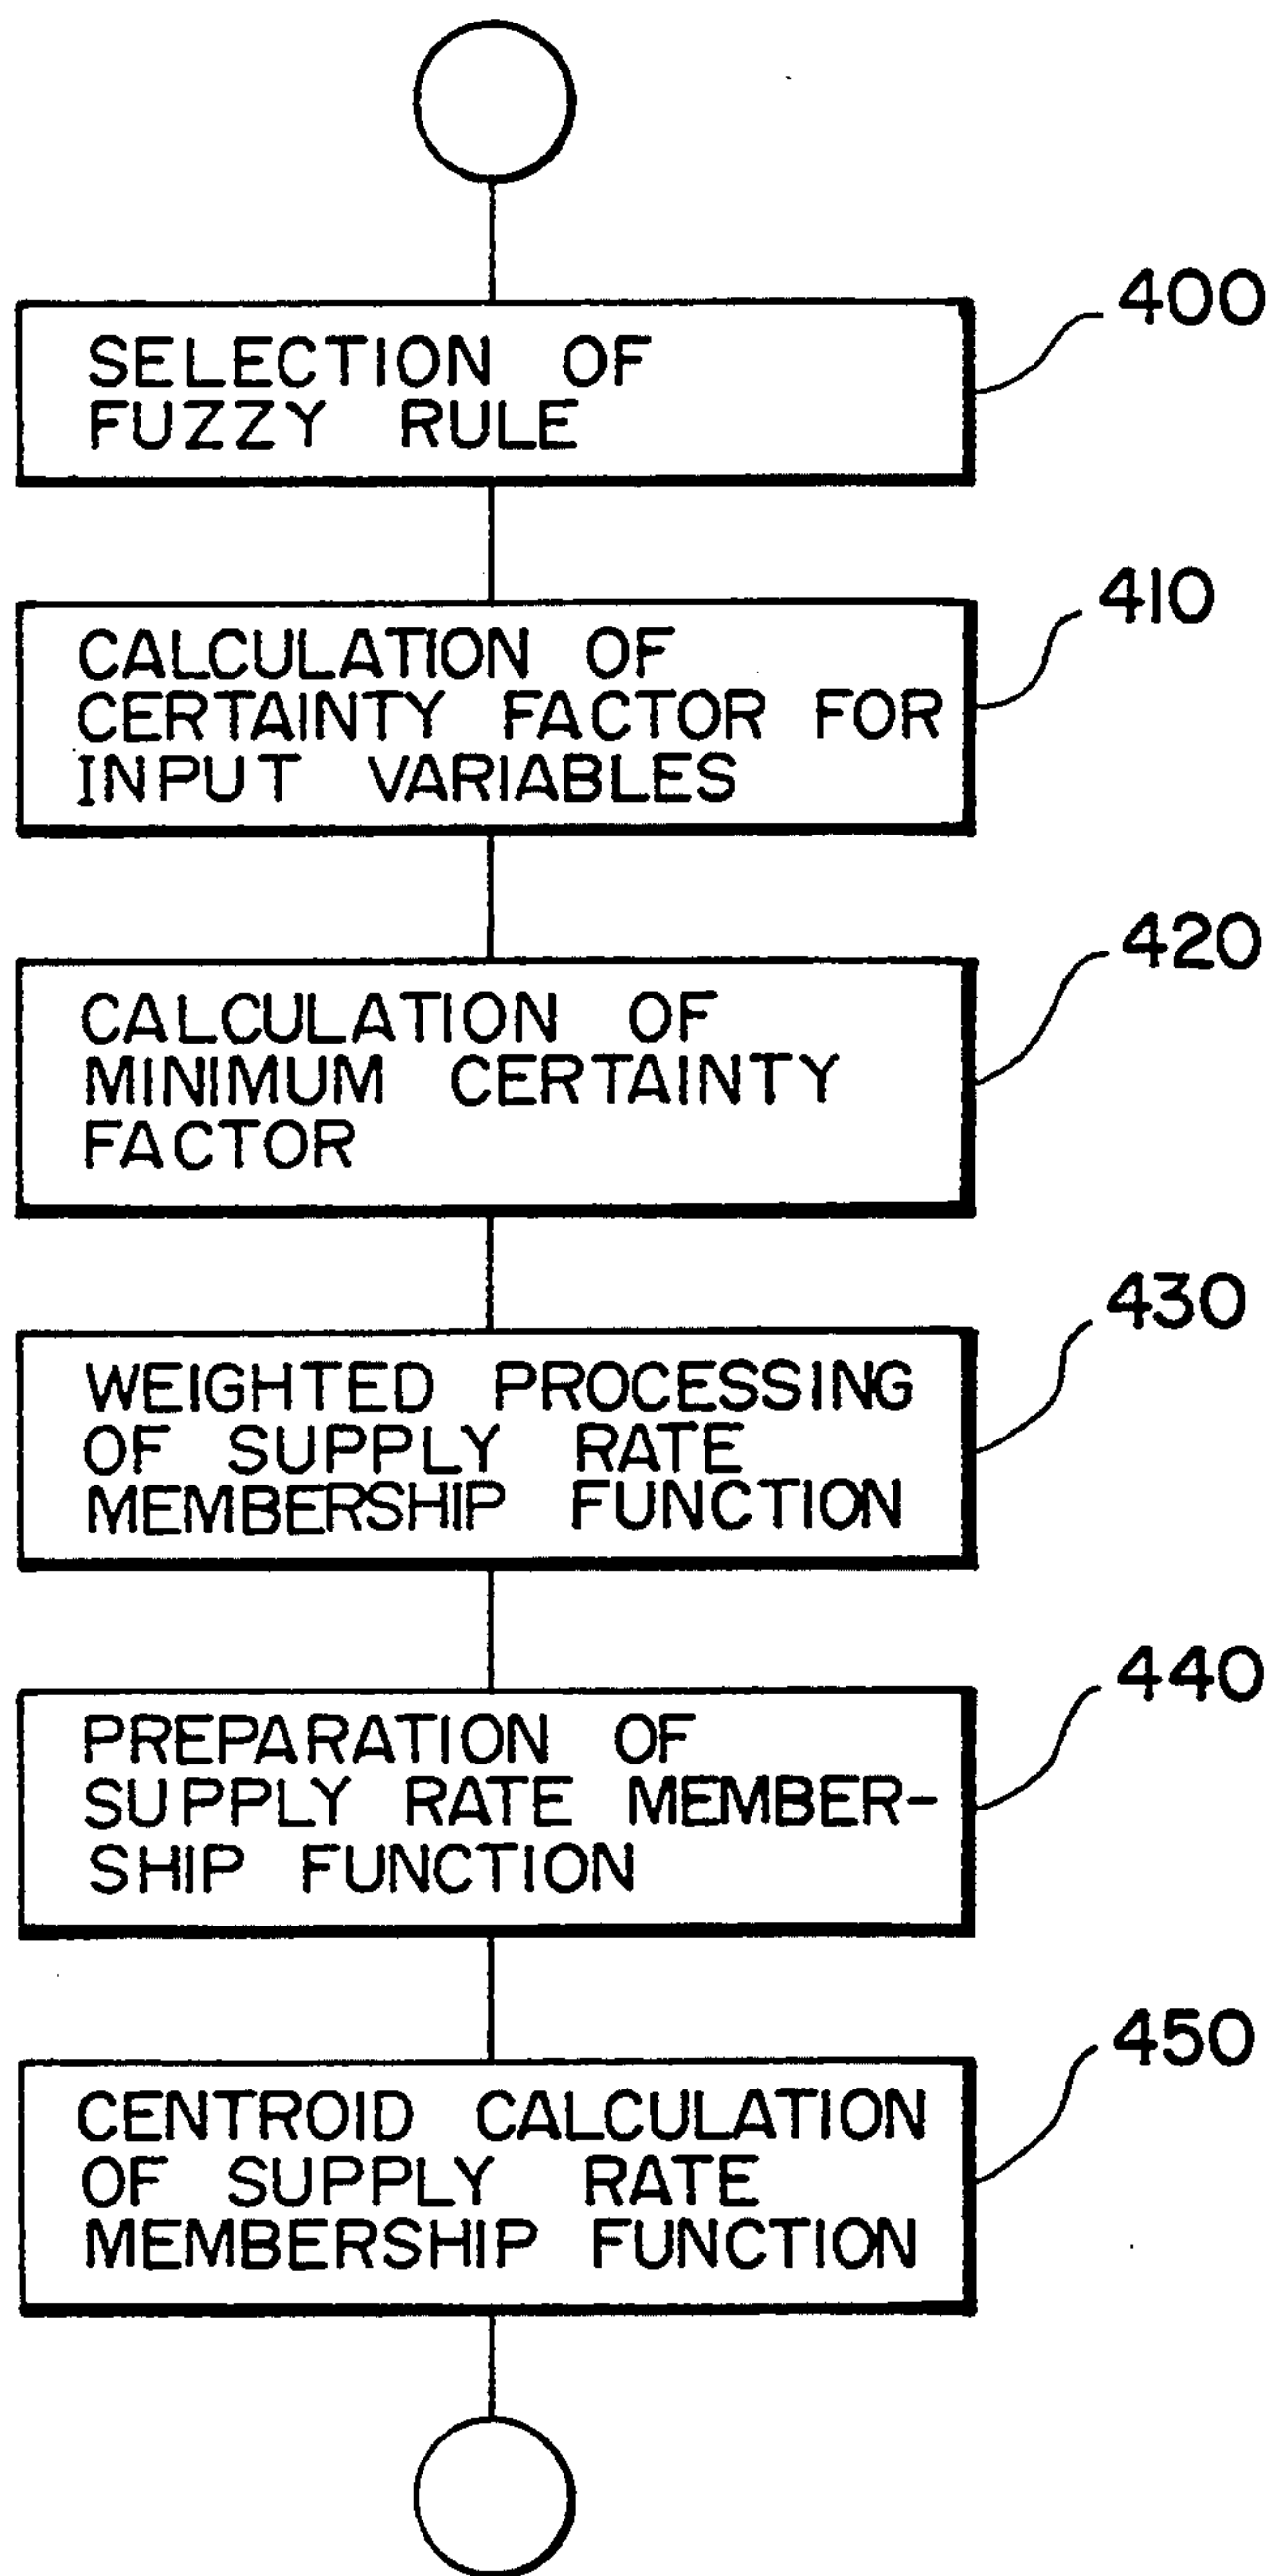 400
SELECTION OF
FUZZY RULE
410
CALCULATION OF
CERTAINTY FACTOR FOR
INPUT VARIABLES
420
CALCULATION OF
MINIMUM CERTAINTY
FACTOR
430
WEIGHTED PROCESSING
OF SUPPLY RATE
MEMBERSHIP FUNCTION
440
PREPARATION OF
SUPPLY RATE MEMBER-
SHIP FUNCTION
450
CENTROID CALCULATION
OF SUPPLY RATE
MEMBERSHIP FUNCTION